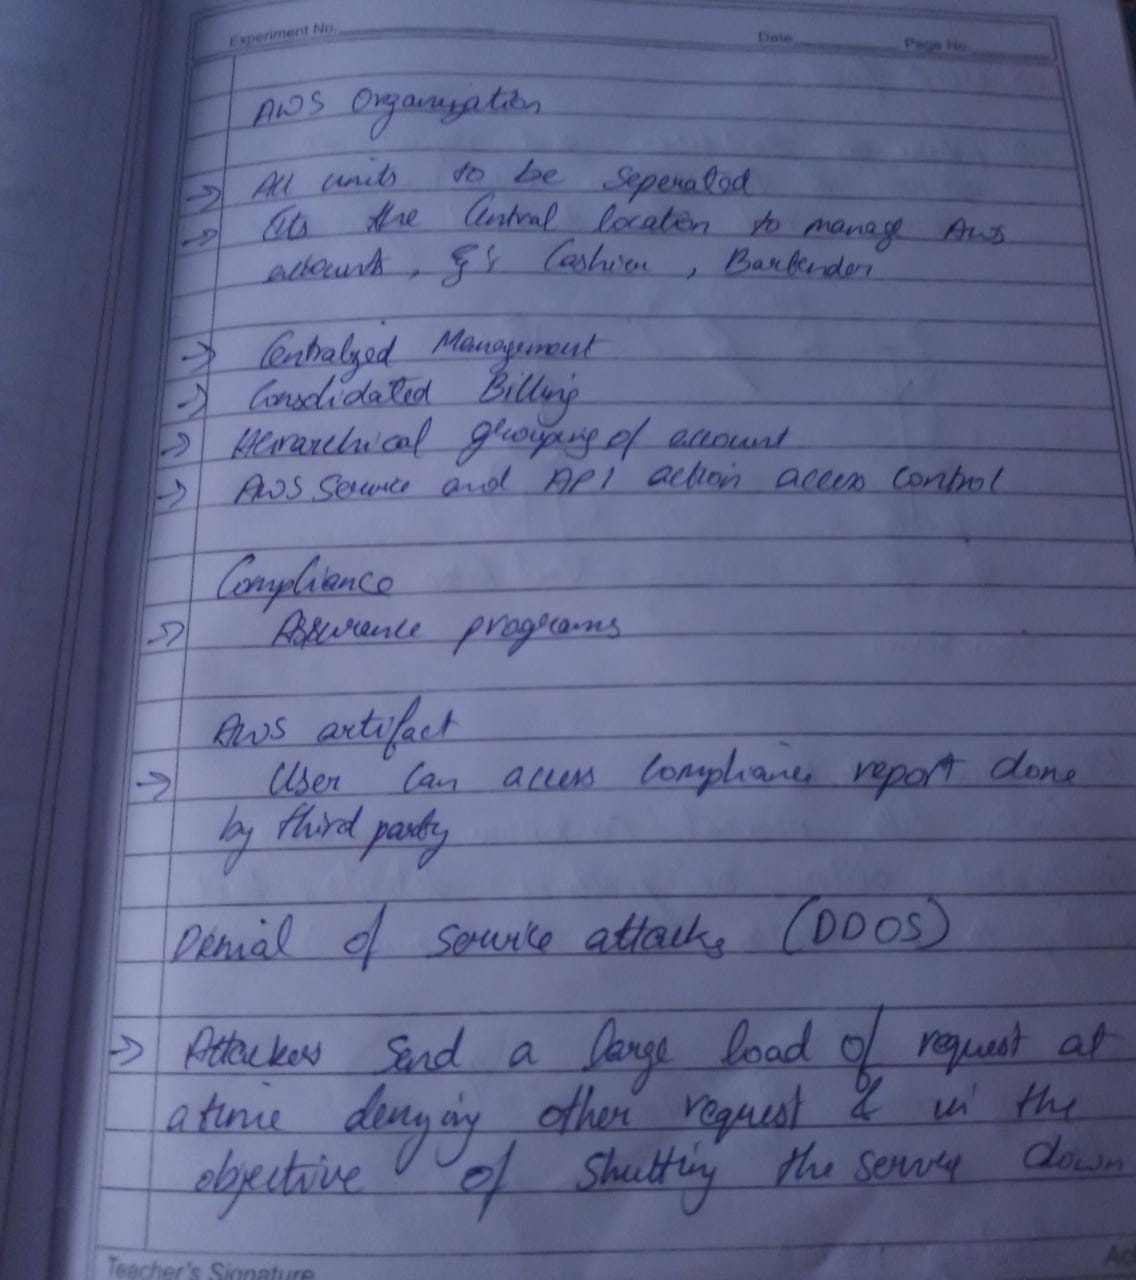 Experiment No.
Date
Page No.
AWS Organization
→ All units to be seperated
→ Its the Central location to manage AWS
accounts, Cashier, Bartender
→ Centralized Management
→ Consolidated Billing
→ Hierarchical grouping of account
→ AWS Service and API action access control
Compliance
→ Assurance programs
AWS artifact
→ User can access compliance report done
by third party
Denial of service attacks (DDOS)
→ Attackers Send a large load of request at
a time denying other request & in the
objective of Shutting the server down
Teacher's Signature